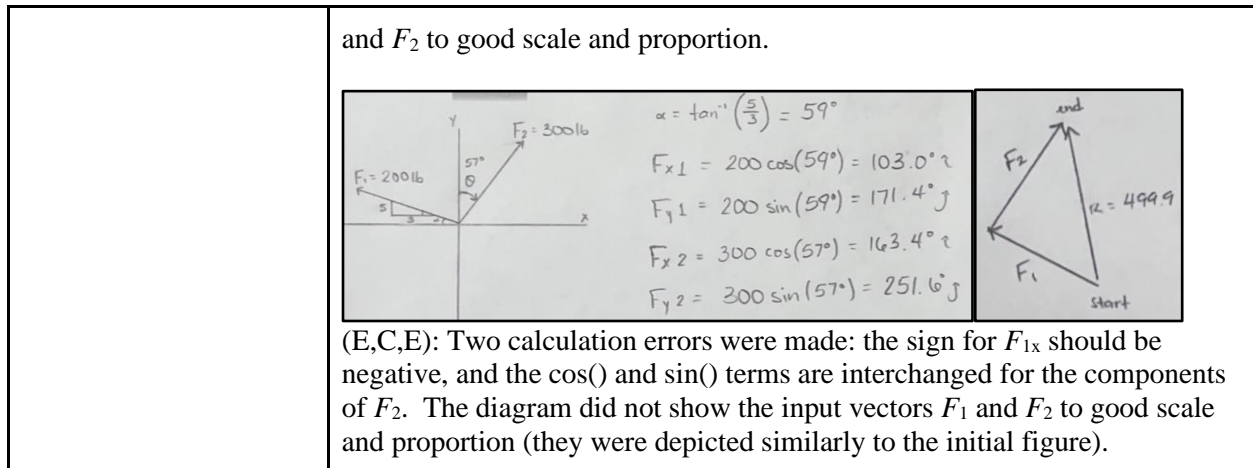 and F₂ to good scale and proportion.
Y
F₂ = 300 lb
57°
θ
F₁ = 200 lb
5
3
x
α = tan⁻¹ (5/3) = 59°
Fx1 = 200 cos(59°) = 103.0° î
Fy1 = 200 sin(59°) = 171.4° ĵ
Fx2 = 300 cos(57°) = 163.4° î
Fy2 = 300 sin(57°) = 251.6° ĵ
end
F₂
R = 499.9
F₁
start
(E,C,E): Two calculation errors were made: the sign for F₁ₓ should be
negative, and the cos() and sin() terms are interchanged for the components
of F₂. The diagram did not show the input vectors F₁ and F₂ to good scale
and proportion (they were depicted similarly to the initial figure).